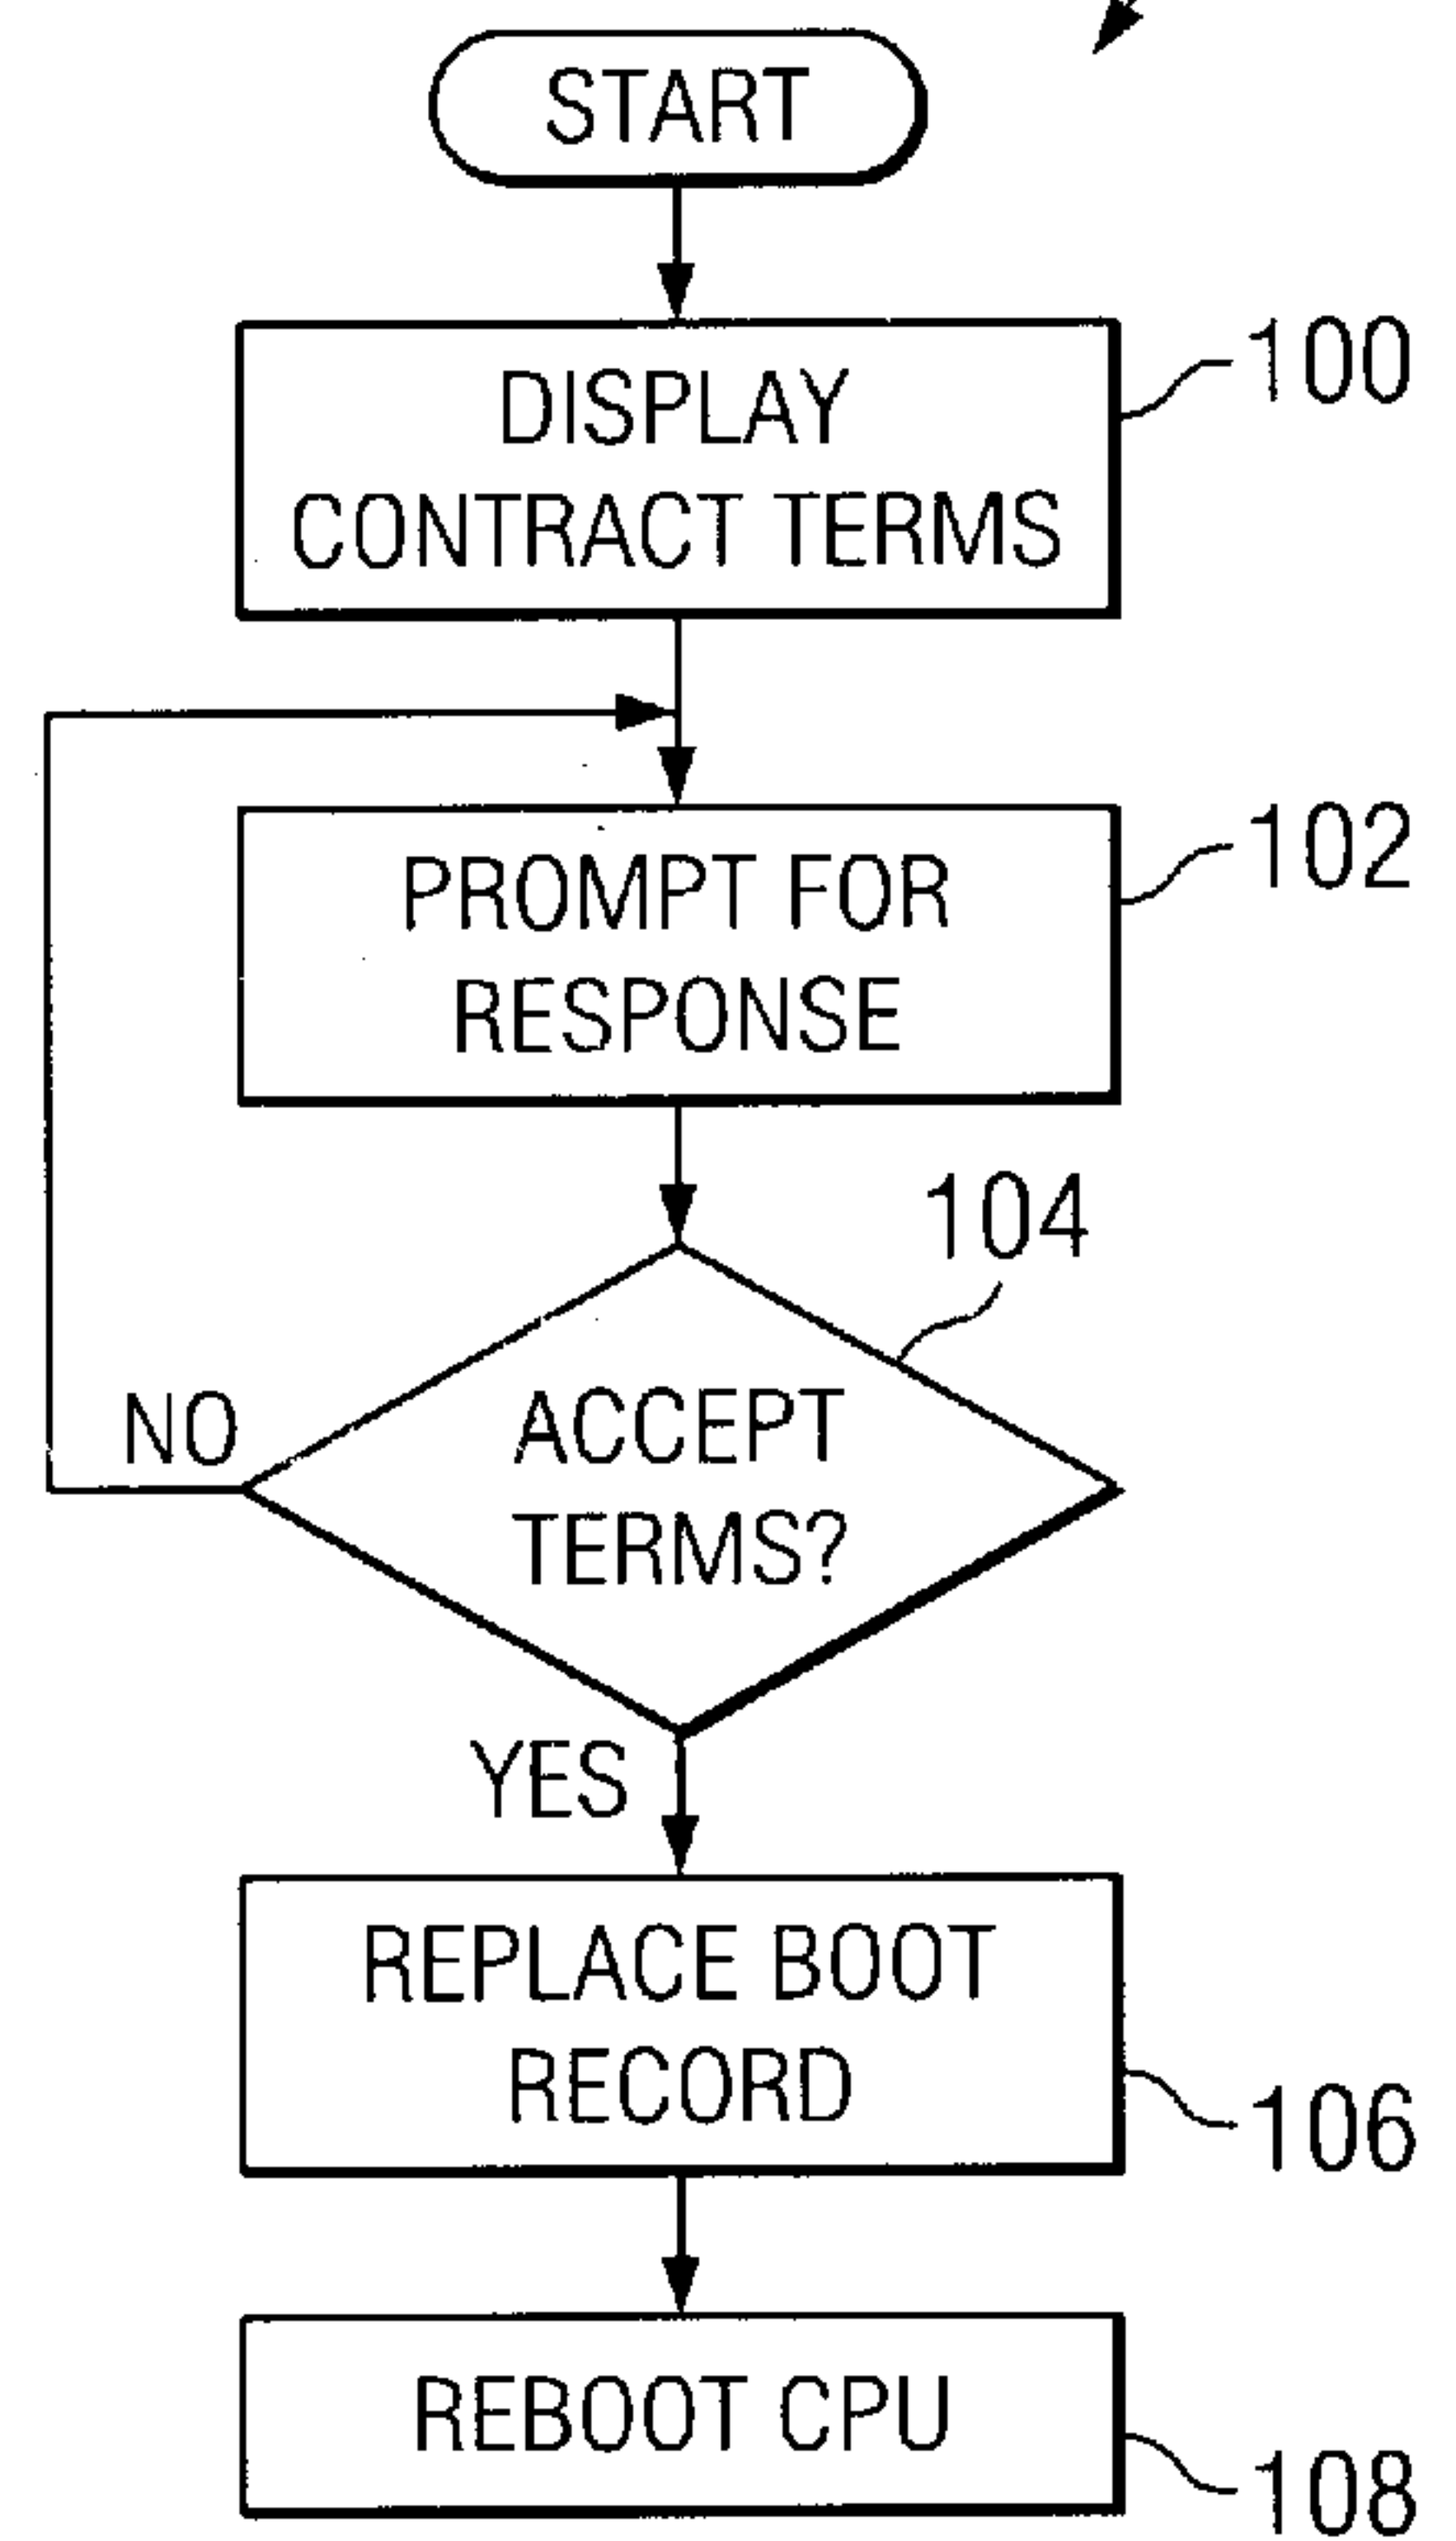 START
DISPLAY
CONTRACT TERMS
100
PROMPT FOR
RESPONSE
102
104
ACCEPT
TERMS?
NO
YES
REPLACE BOOT
RECORD
106
REBOOT CPU
108